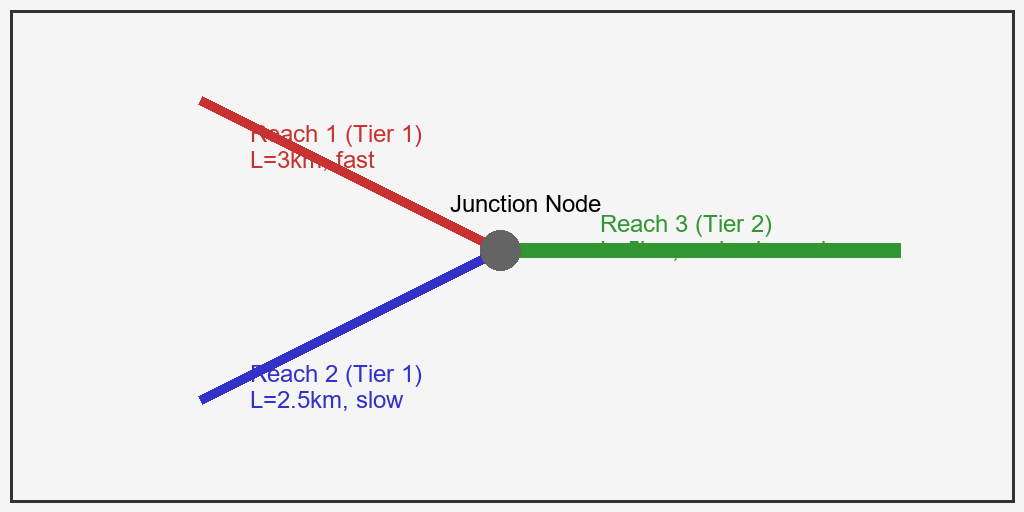 Reach 1 (Tier 1)
L=3km, fast
Junction Node
Reach 3 (Tier 2)
Reach 2 (Tier 1)
L=2.5km, slow